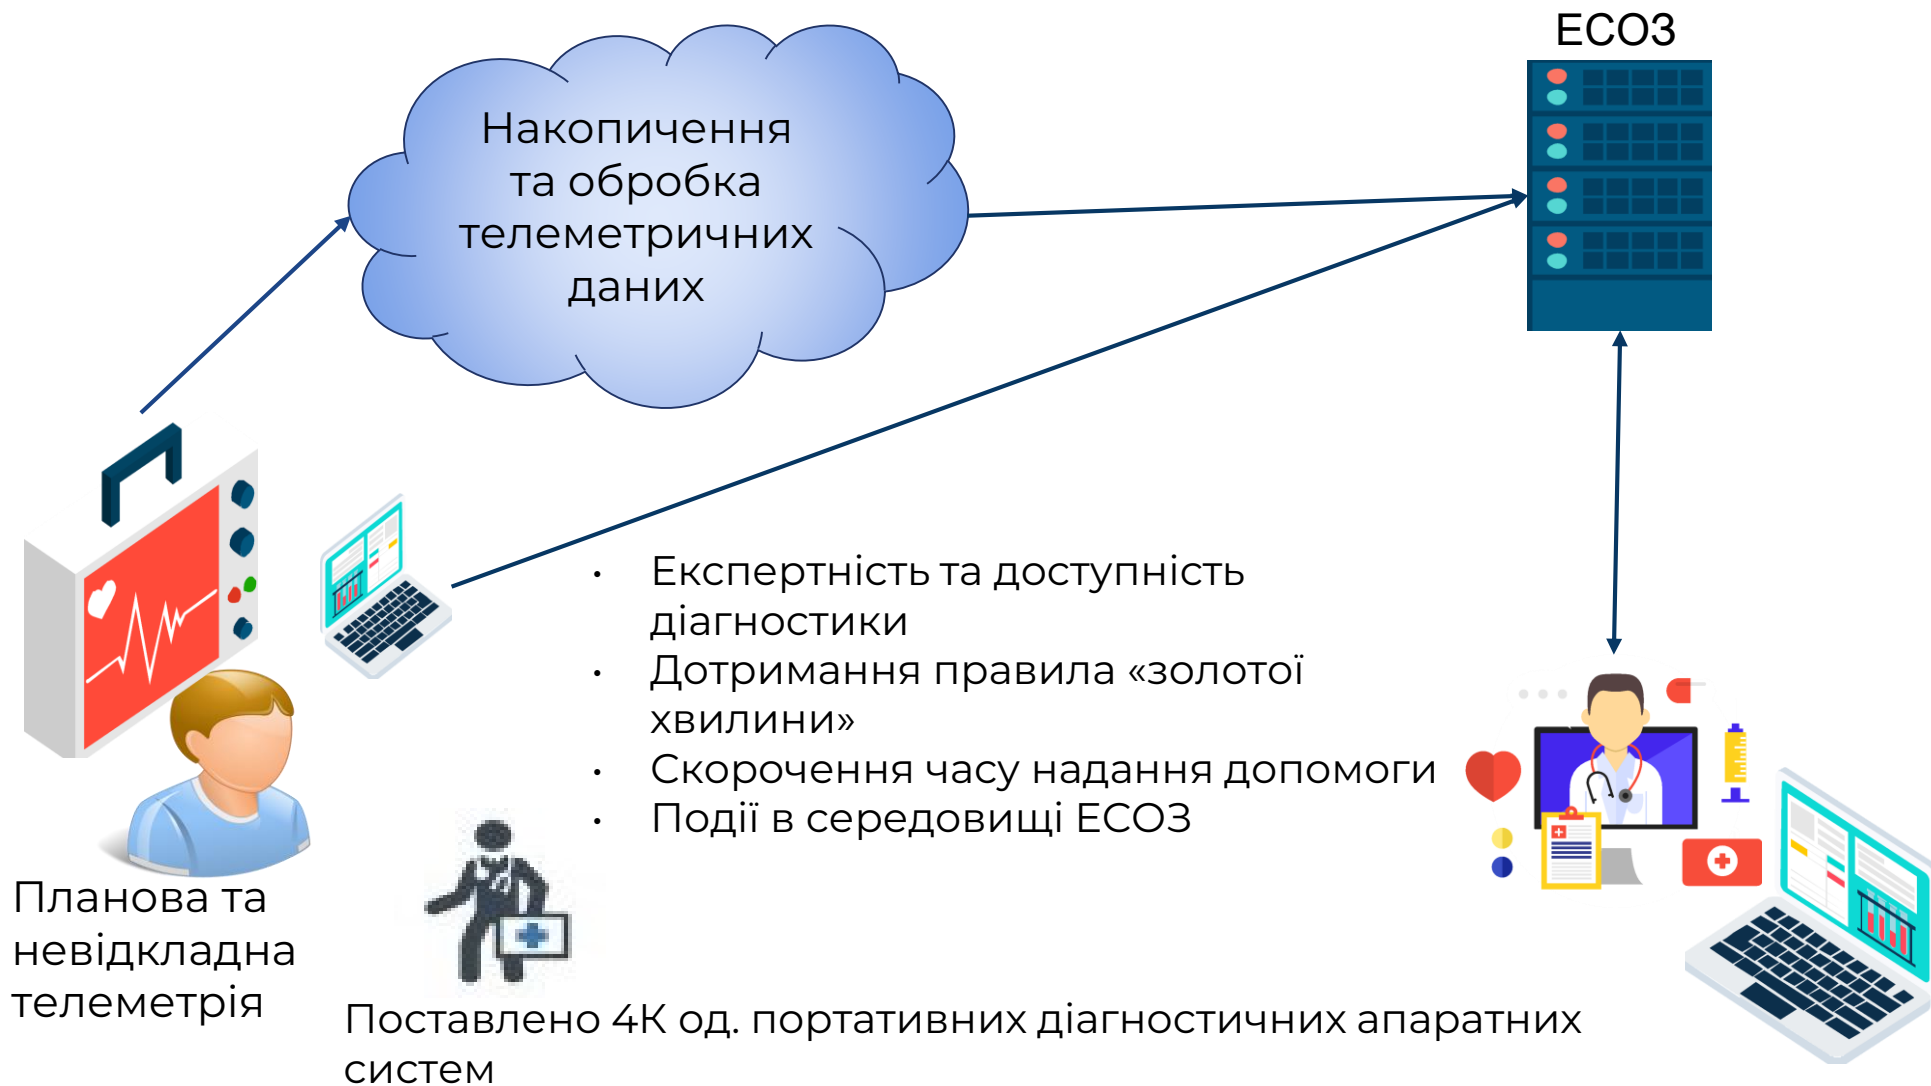 ЕСОЗ
Накопичення
та обробка
телеметричних
даних
• Експертність та доступність
діагностики
• Дотримання правила «золотої
хвилини»
• Скорочення часу надання допомоги
• Події в середовищі ЕСОЗ
Планова та
невідкладна
телеметрія
Поставлено 4К од. портативних діагностичних апаратних
систем